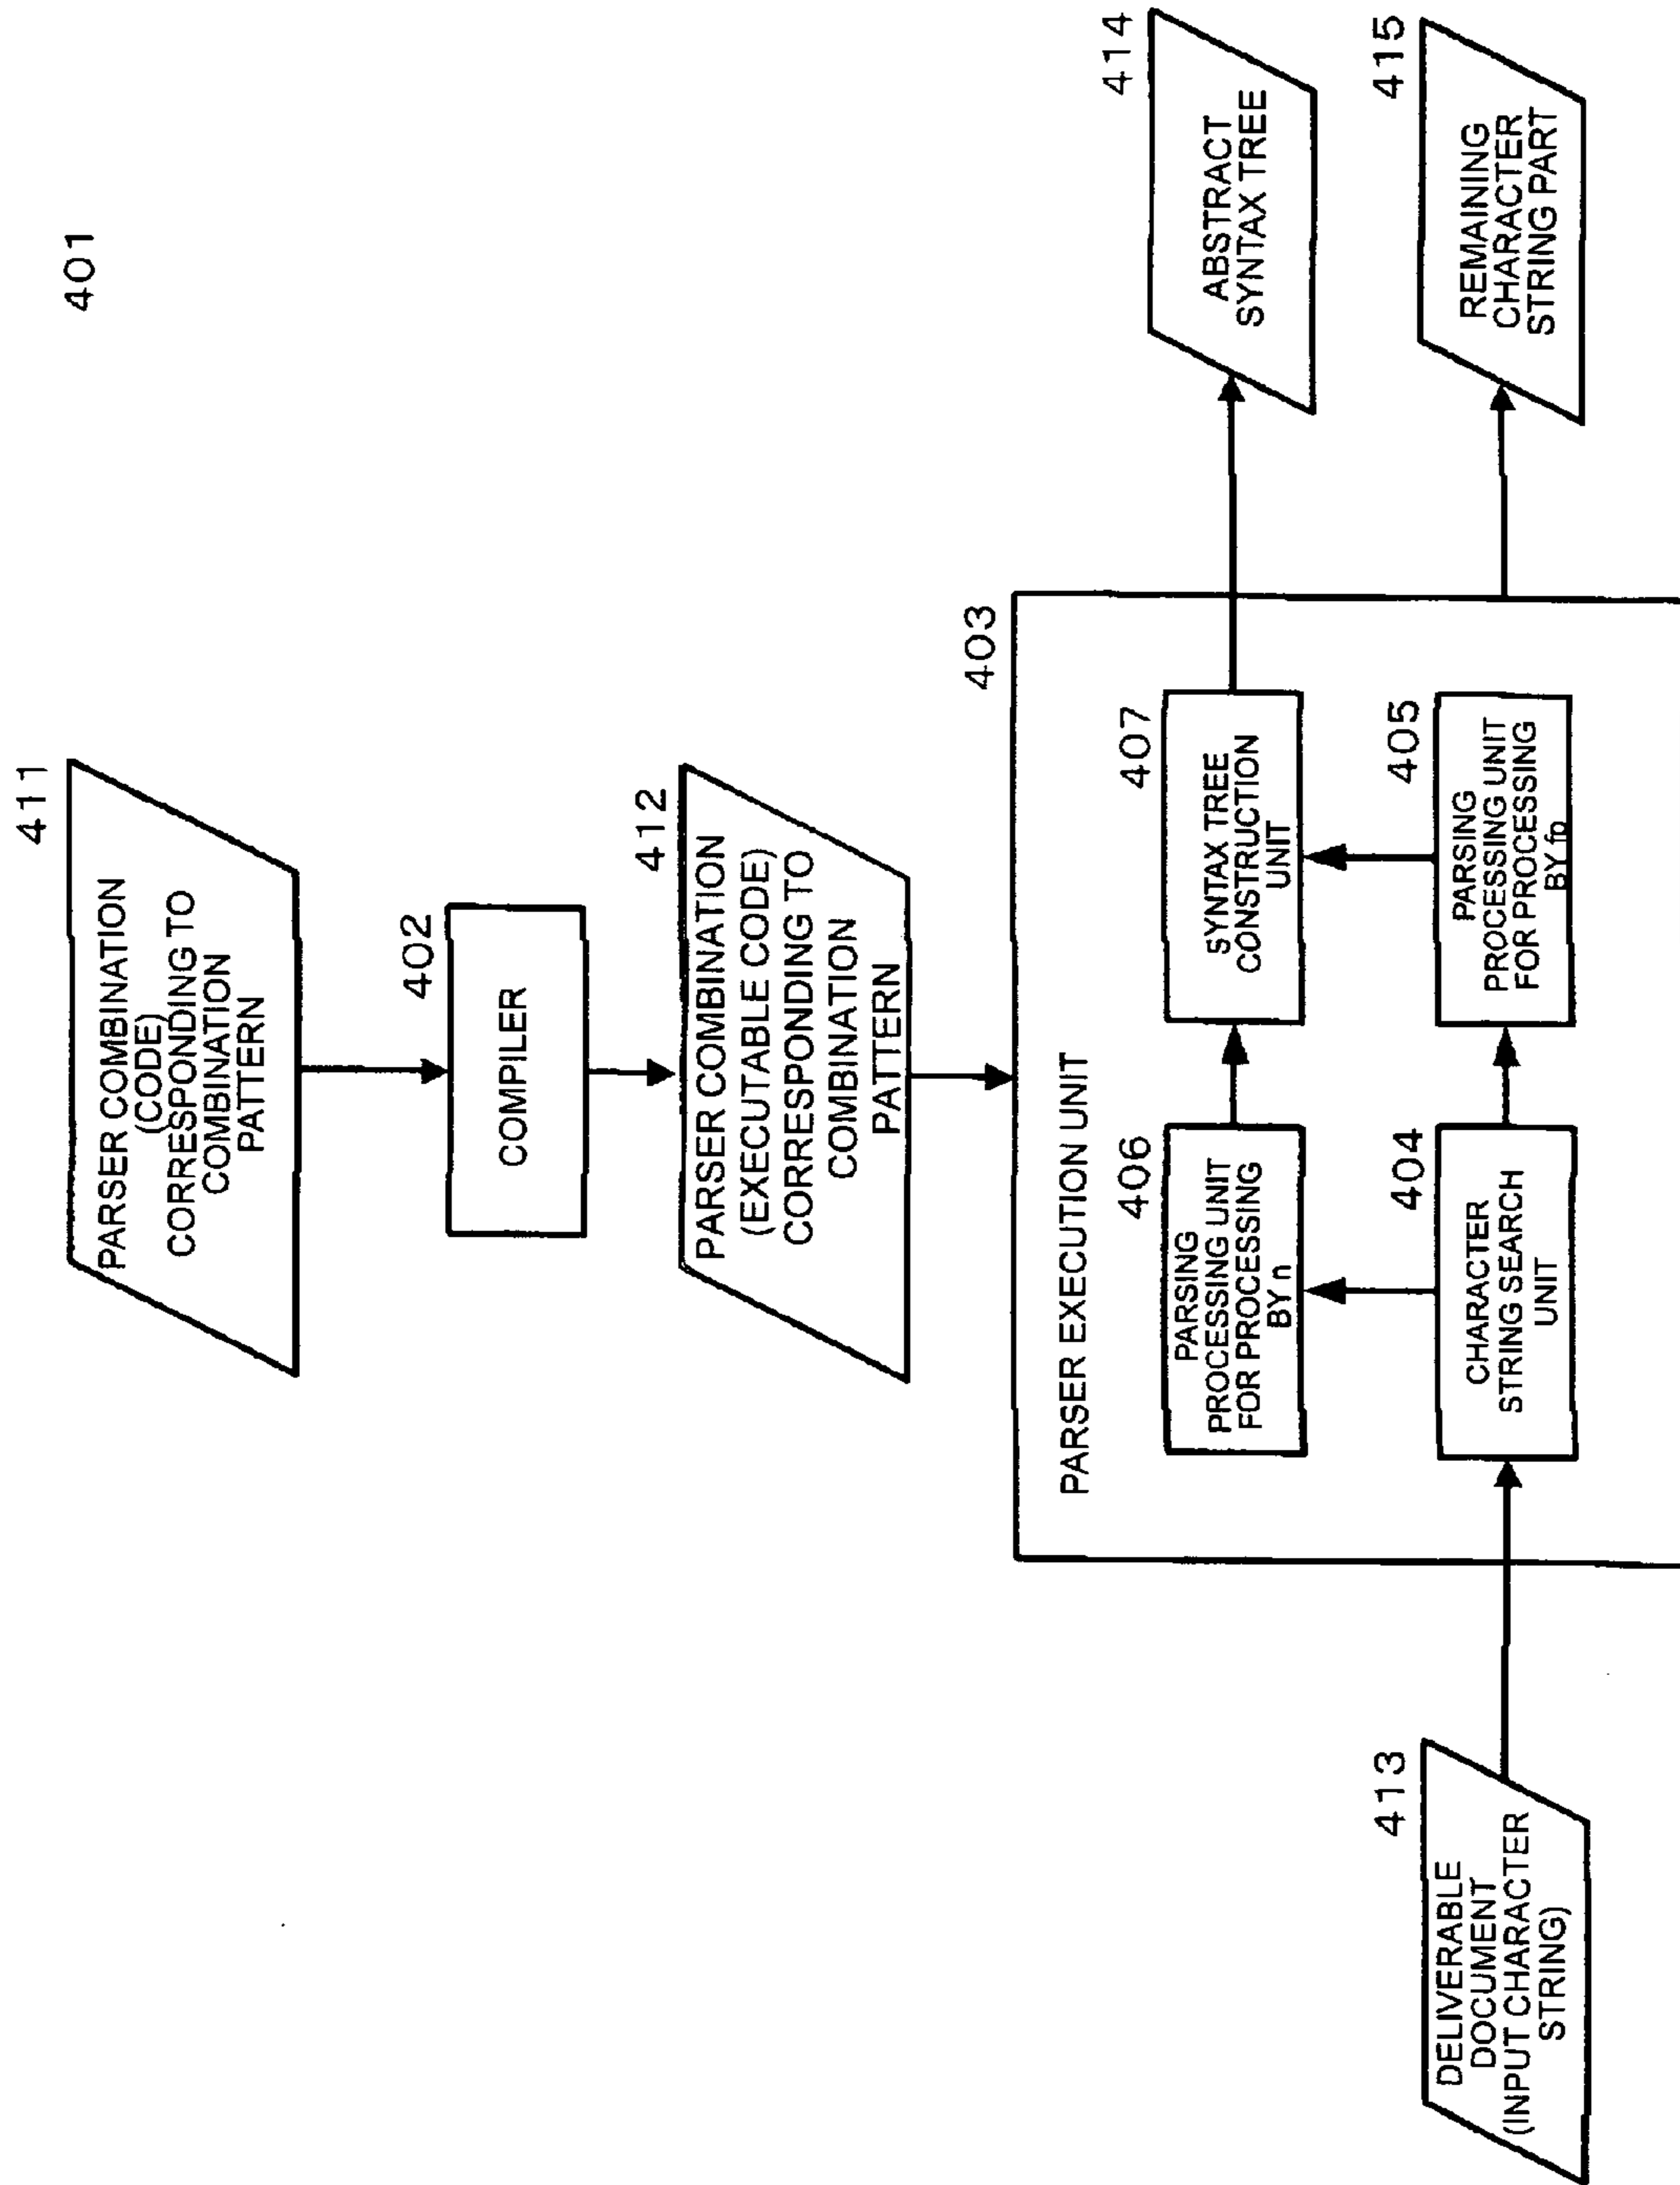 401
411
PARSER COMBINATION
(CODE)
CORRESPONDING TO
COMBINATION
PATTERN
402
COMPILER
412
PARSER COMBINATION
(EXECUTABLE CODE)
CORRESPONDING TO
COMBINATION
PATTERN
403
PARSER EXECUTION UNIT
406
PARSING
PROCESSING UNIT
FOR PROCESSING
BY n
407
SYNTAX TREE
CONSTRUCTION
UNIT
414
ABSTRACT
SYNTAX TREE
413
DELIVERABLE
DOCUMENT
(INPUT CHARACTER
STRING)
404
CHARACTER
STRING SEARCH
UNIT
405
PARSING
PROCESSING UNIT
FOR PROCESSING
BY fp
415
REMAINING
CHARACTER
STRING PART